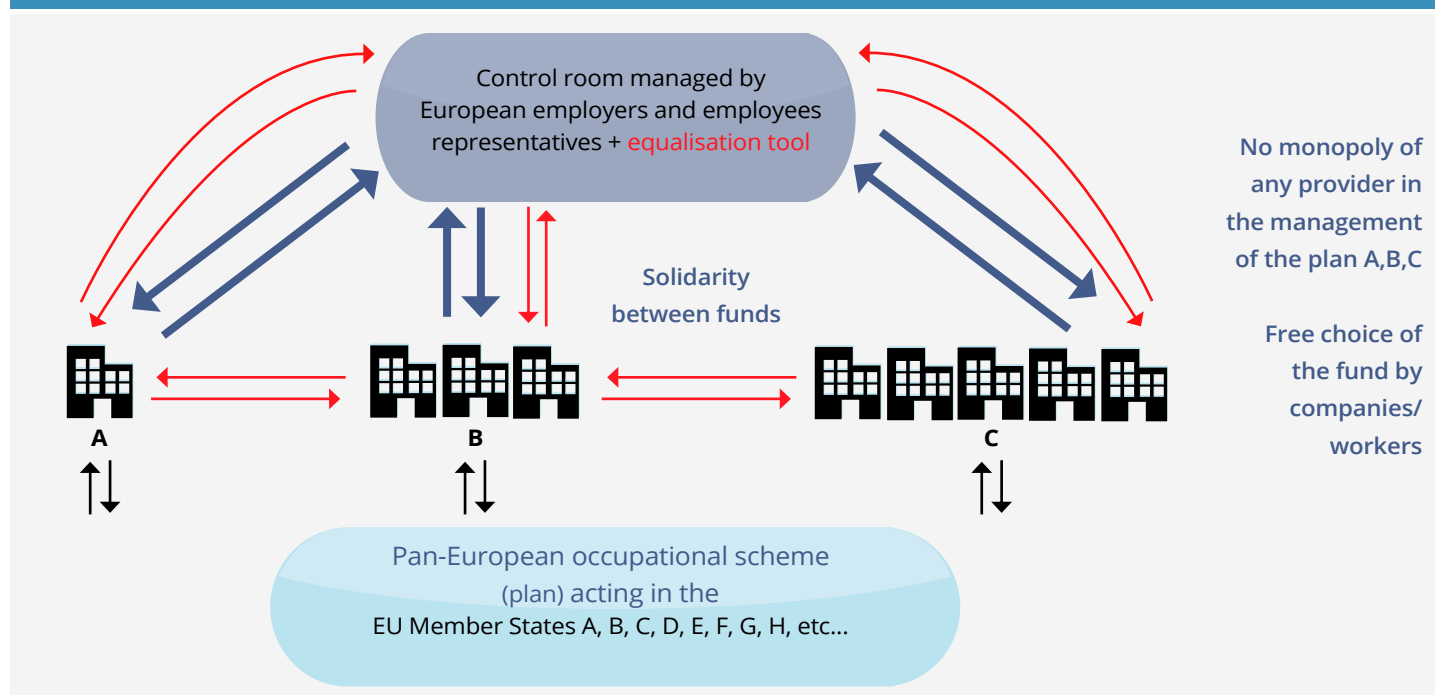 Control room managed by
European employers and employees
representatives + equalisation tool
No monopoly of
any provider in
the management
of the plan A,B,C
Solidarity
between funds
Free choice of
the fund by
companies/
workers
A
B
C
Pan-European occupational scheme
(plan) acting in the
EU Member States A, B, C, D, E, F, G, H, etc...